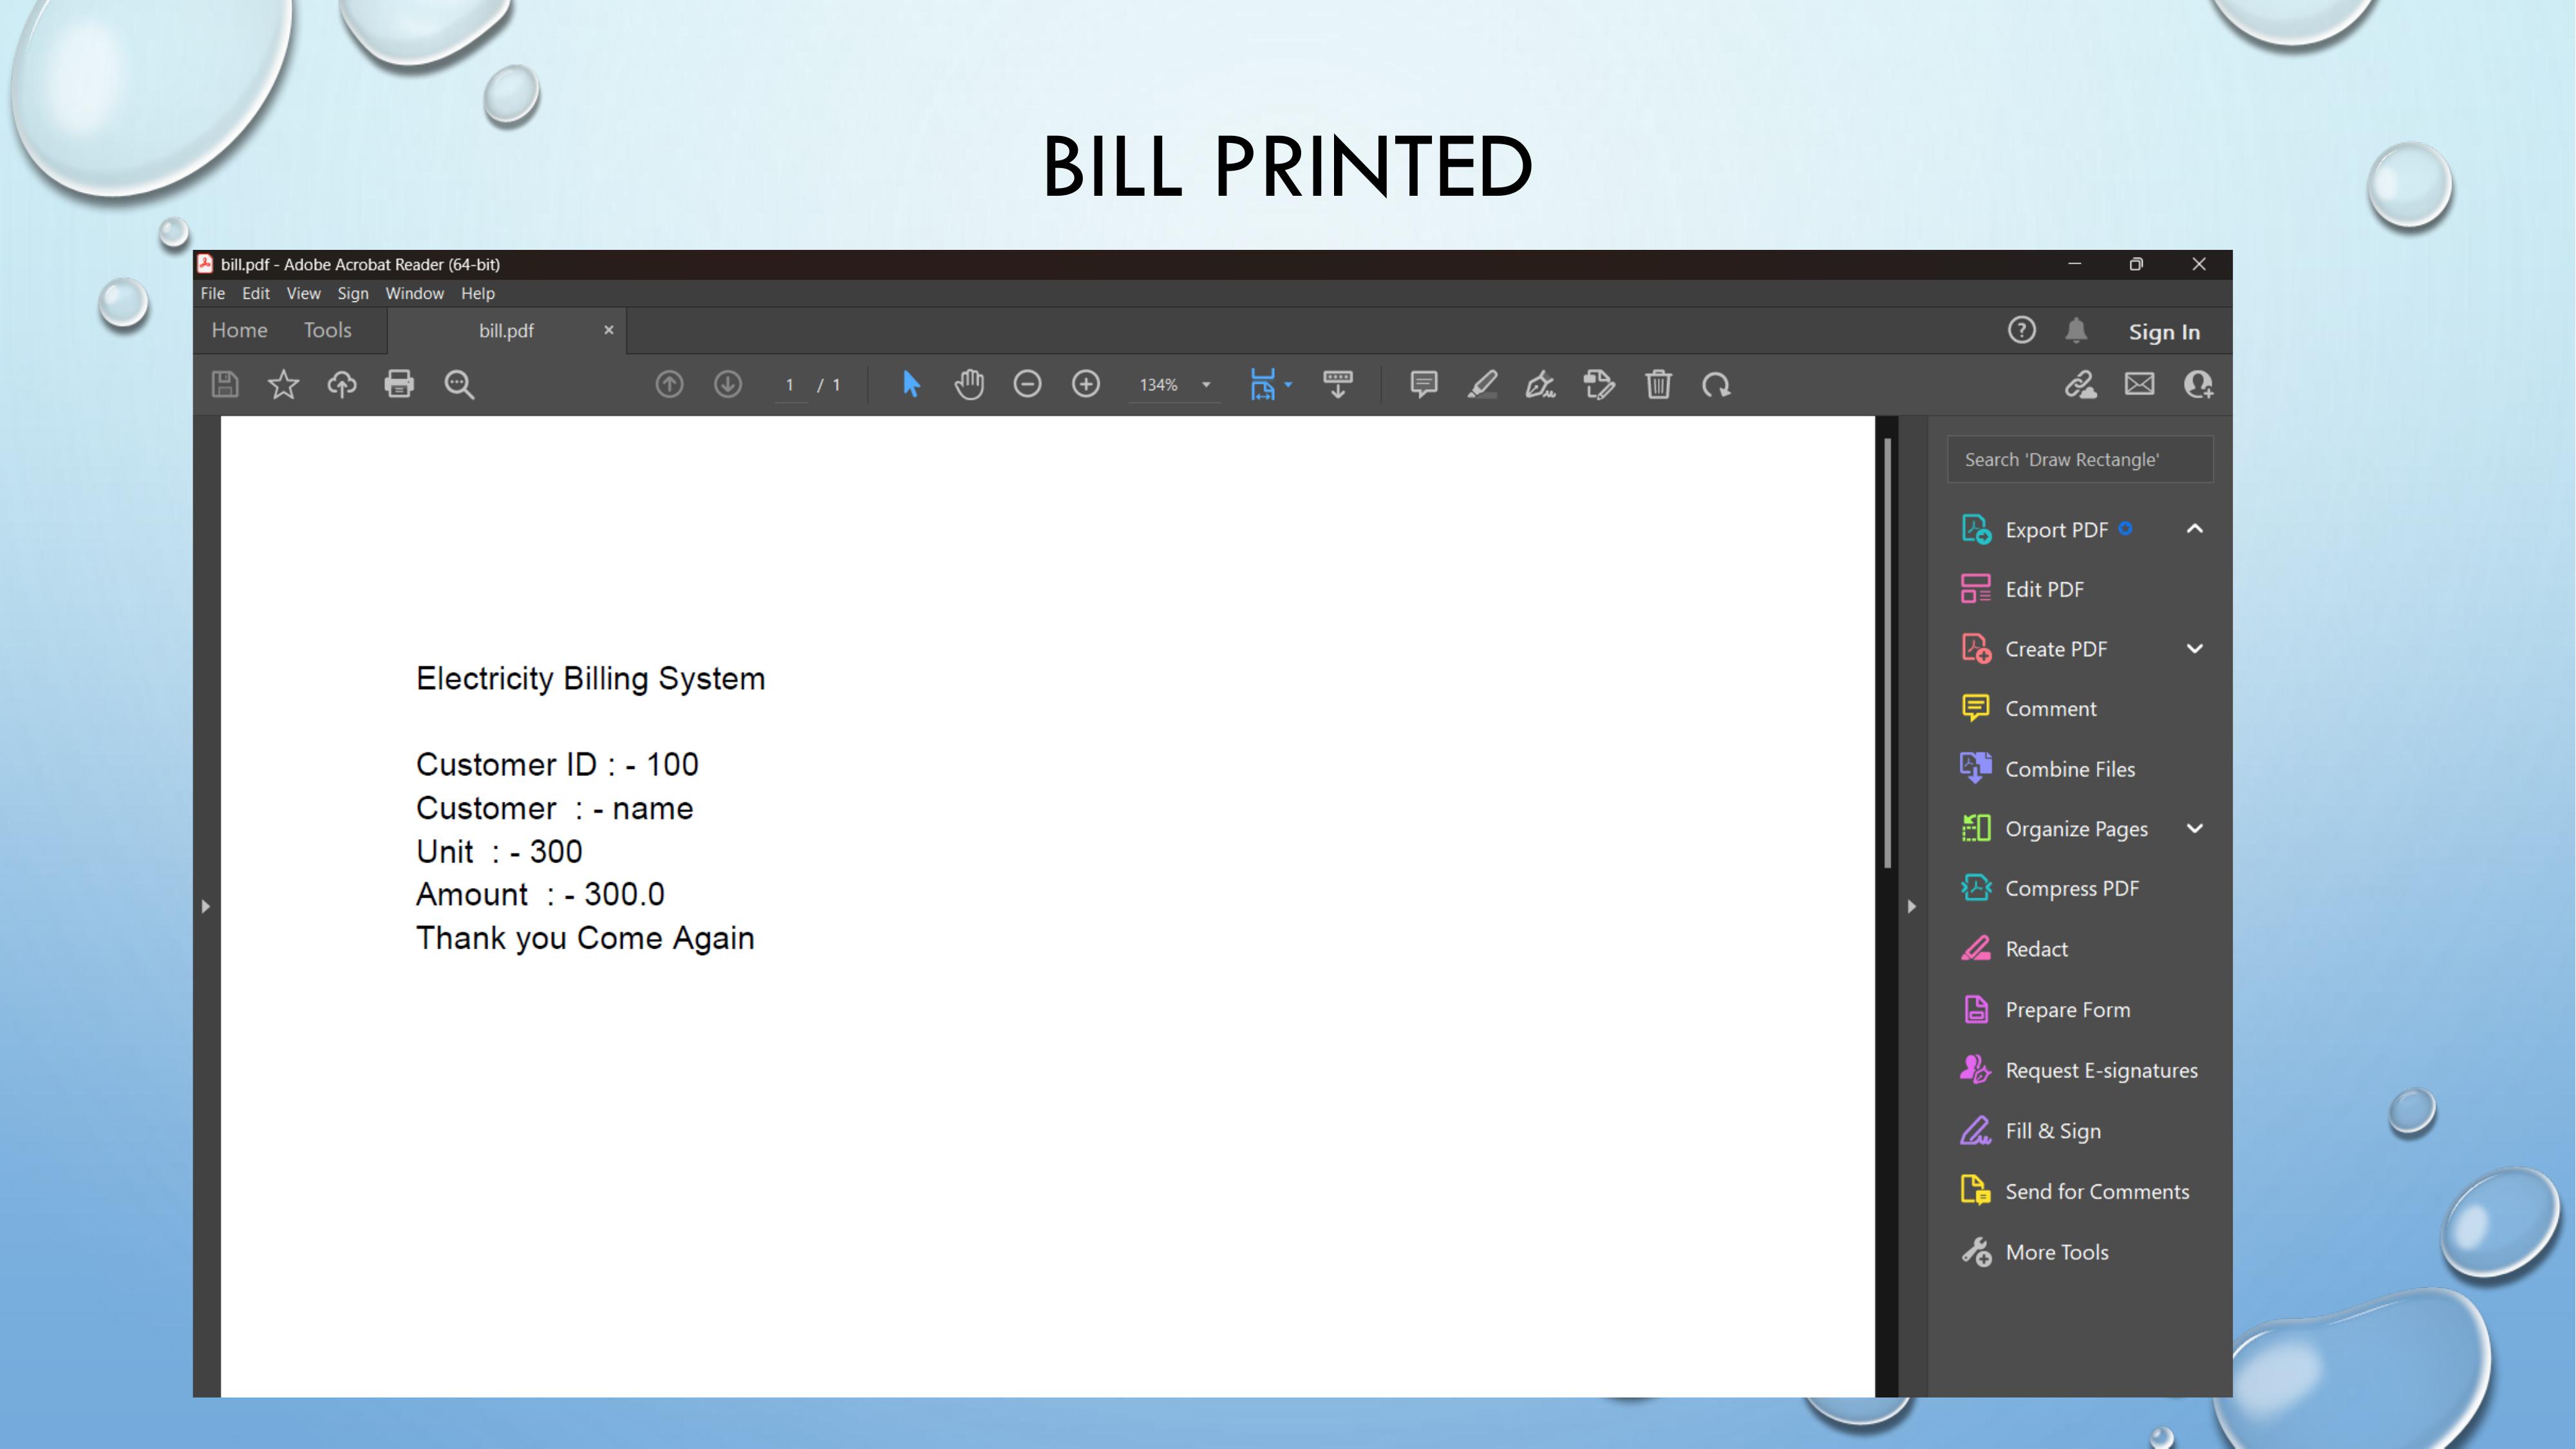 BILL PRINTED
bill.pdf - Adobe Acrobat Reader (64-bit)
File Edit View Sign Window Help
Home Tools bill.pdf × Sign In
1 / 1 134%
Search 'Draw Rectangle'
Export PDF
Edit PDF
Create PDF
Comment
Combine Files
Organize Pages
Compress PDF
Redact
Prepare Form
Request E-signatures
Fill & Sign
Send for Comments
More Tools
Electricity Billing System
Customer ID : - 100
Customer : - name
Unit : - 300
Amount : - 300.0
Thank you Come Again